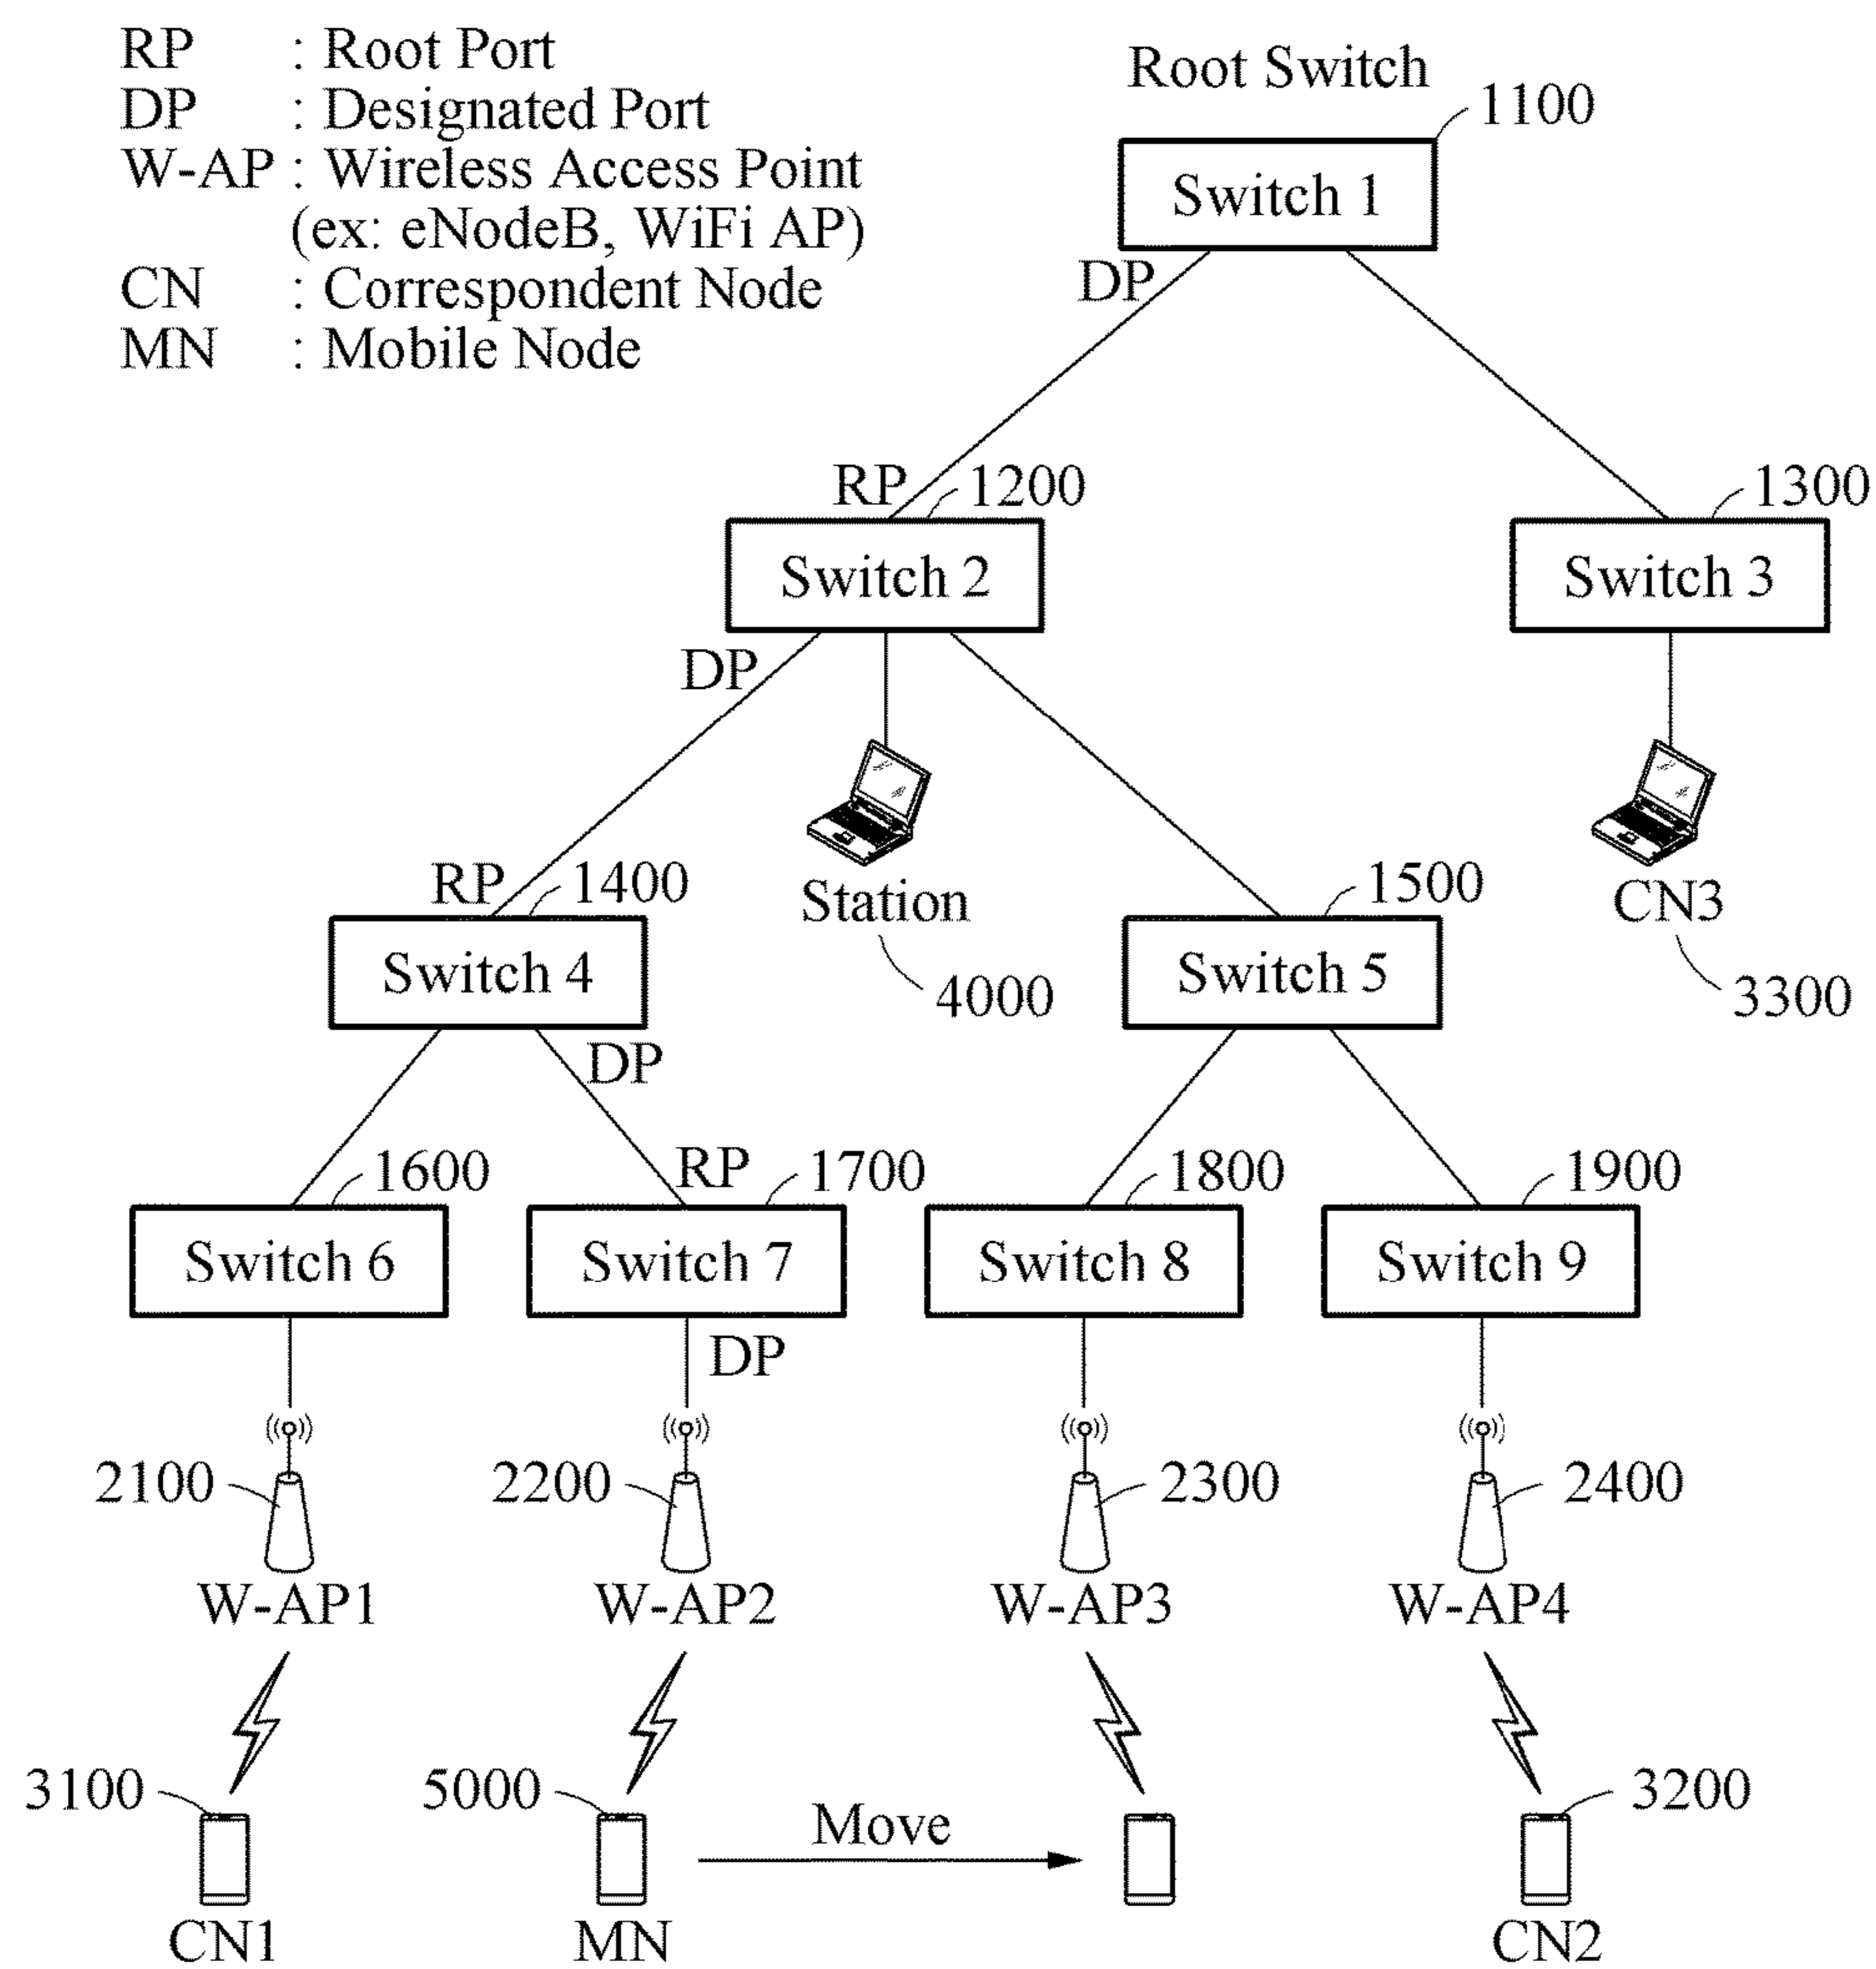 RP : Root Port
DP : Designated Port
W-AP : Wireless Access Point
(ex: eNodeB, WiFi AP)
CN : Correspondent Node
MN : Mobile Node
Root Switch
1100
Switch 1
DP
RP
1200
1300
Switch 2
Switch 3
DP
RP
1400
Station
4000
1500
CN3
3300
Switch 4
Switch 5
DP
1600
RP
1700
1800
1900
Switch 6
Switch 7
Switch 8
Switch 9
DP
2100
2200
2300
2400
W-AP1
W-AP2
W-AP3
W-AP4
3100
5000
Move
3200
CN1
MN
CN2